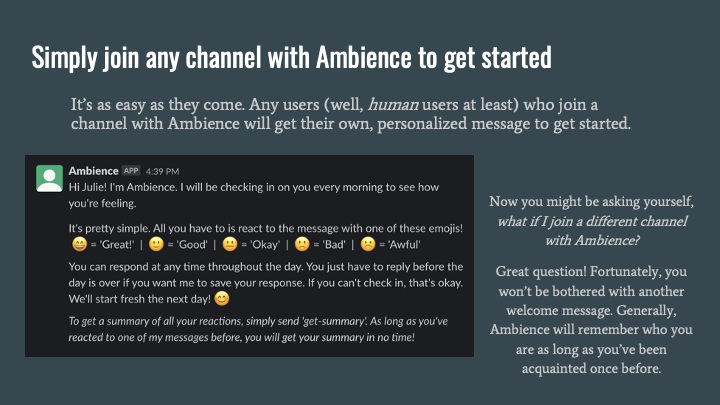 Simply join any channel with Ambience to get started
It's as easy as they come. Any users (well, human users at least) who join a
channel with Ambience will get their own, personalized message to get started.
Ambience APP 4:39 PM
Hi Julie! I'm Ambience. I will be checking in on you every morning to see how
you're feeling.
It's pretty simple. All you have to is react to the message with one of these emojis!
😄 = 'Great!' | 🙂 = 'Good' | 😐 = 'Okay' | 🙁 = 'Bad' | ☹️ = 'Awful'
You can respond at any time throughout the day. You just have to reply before the
day is over if you want me to save your response. If you can't check in, that's okay.
We'll start fresh the next day! 😊
To get a summary of all your reactions, simply send 'get-summary'. As long as you've
reacted to one of my messages before, you will get your summary in no time!
Now you might be asking yourself,
what if I join a different channel
with Ambience?
Great question! Fortunately, you
won't be bothered with another
welcome message. Generally,
Ambience will remember who you
are as long as you've been
acquainted once before.